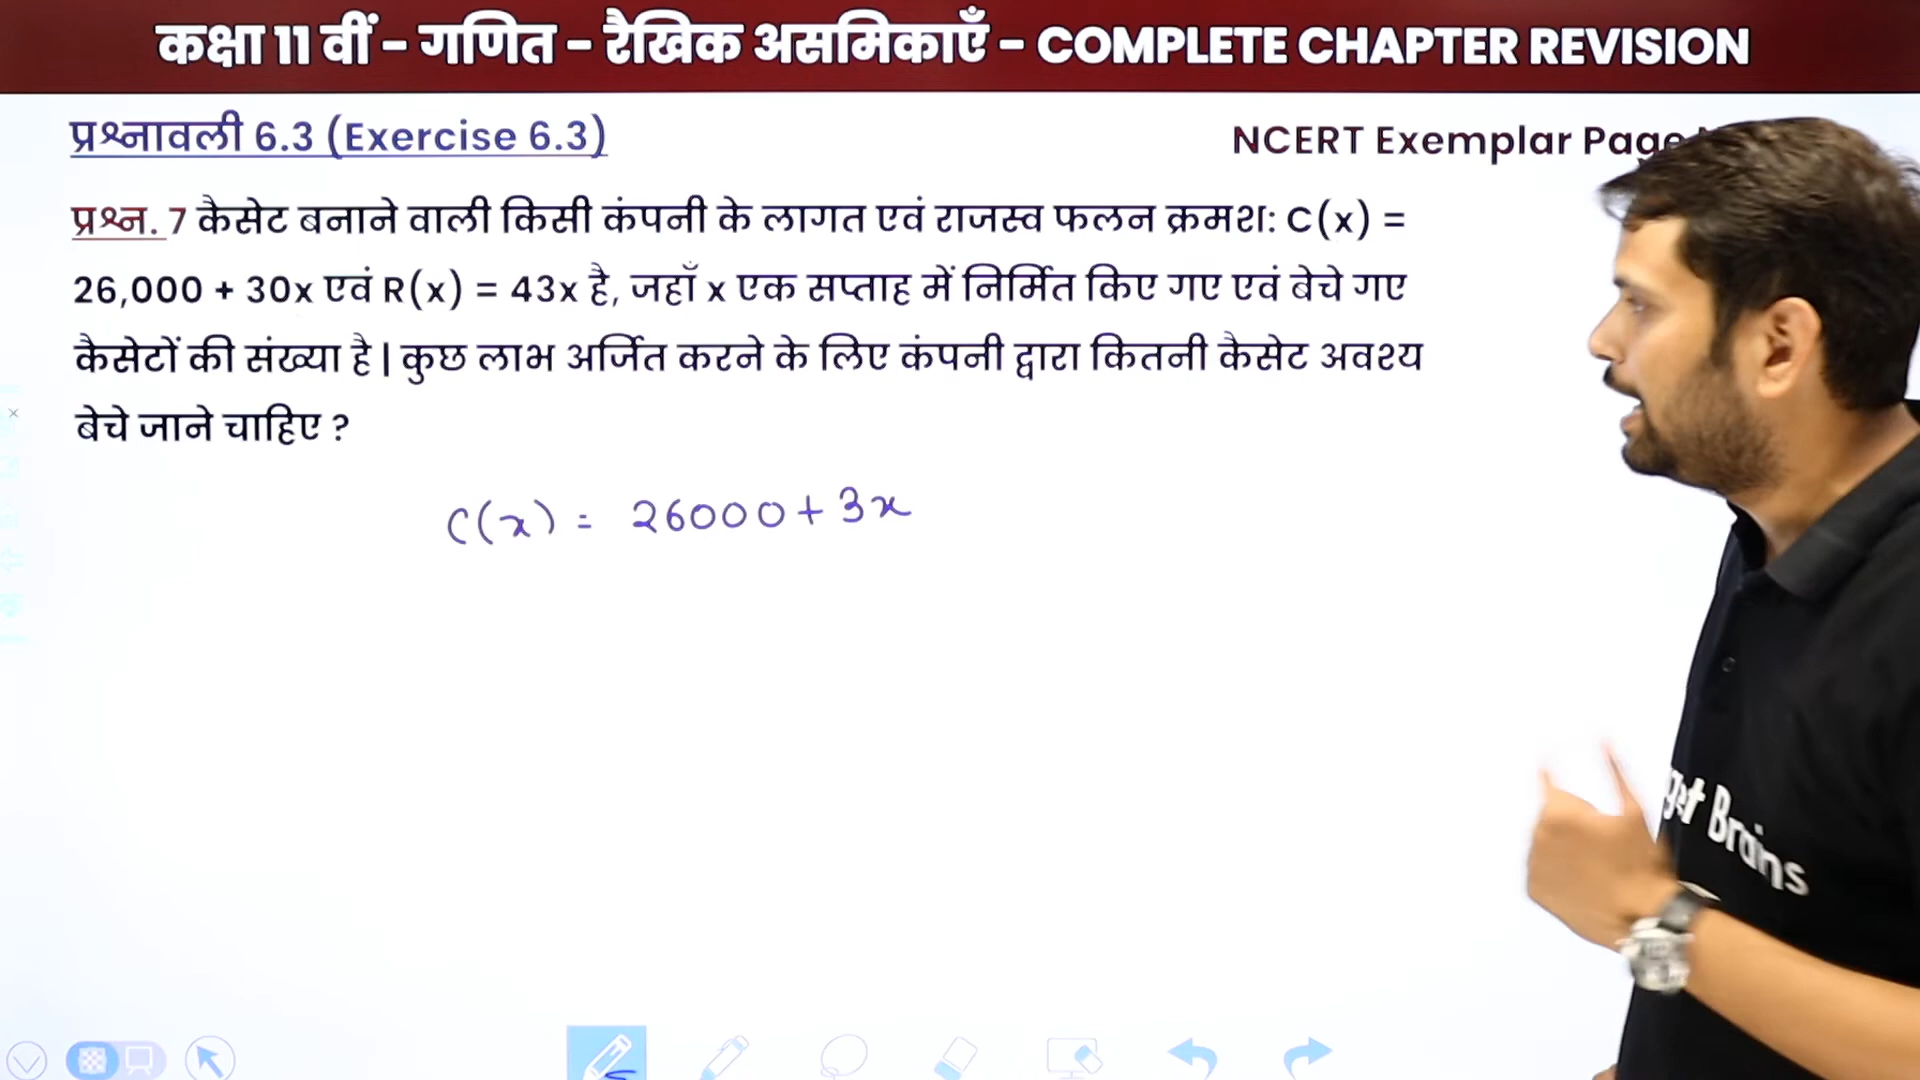 कक्षा 11 वीं – गणित – रैखिक असमिकाएँ – COMPLETE CHAPTER REVISION
प्रश्नावली 6.3 (Exercise 6.3)
NCERT Exemplar Page
प्रश्न. 7 कैसेट बनाने वाली किसी कंपनी के लागत एवं राजस्व फलन क्रमश: C(x) =
26,000 + 30x एवं R(x) = 43x है, जहाँ x एक सप्ताह में निर्मित किए गए एवं बेचे गए
कैसेटों की संख्या है | कुछ लाभ अर्जित करने के लिए कंपनी द्वारा कितनी कैसेट अवश्य
बेचे जाने चाहिए ?
C(x) = 26000 + 3x
get Brains